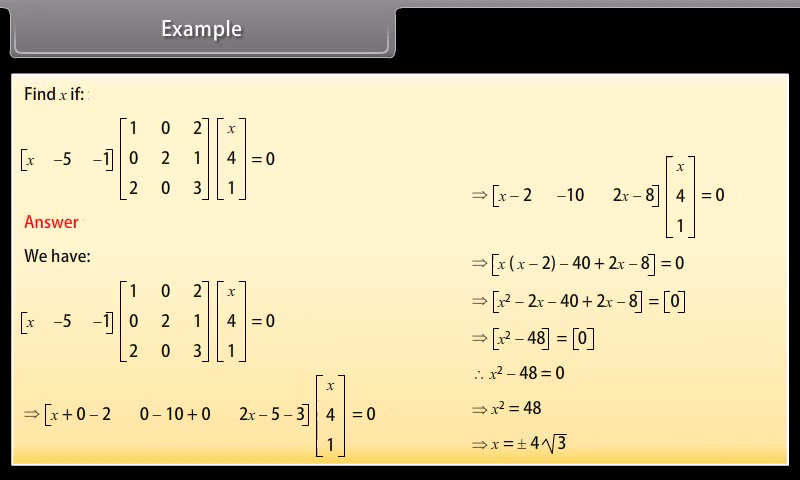 Example
Find x if:
[x –5 –1] [1 0 2; 0 2 1; 2 0 3] [x; 4; 1] = 0
Answer
We have:
[x –5 –1] [1 0 2; 0 2 1; 2 0 3] [x; 4; 1] = 0
⇒ [x + 0 – 2 0 – 10 + 0 2x – 5 – 3] [x; 4; 1] = 0
⇒ [x – 2 –10 2x – 8] [x; 4; 1] = 0
⇒ [x (x – 2) – 40 + 2x – 8] = 0
⇒ [x² – 2x – 40 + 2x – 8] = [0]
⇒ [x² – 48] = [0]
∴ x² – 48 = 0
⇒ x² = 48
⇒ x = ± 4√3